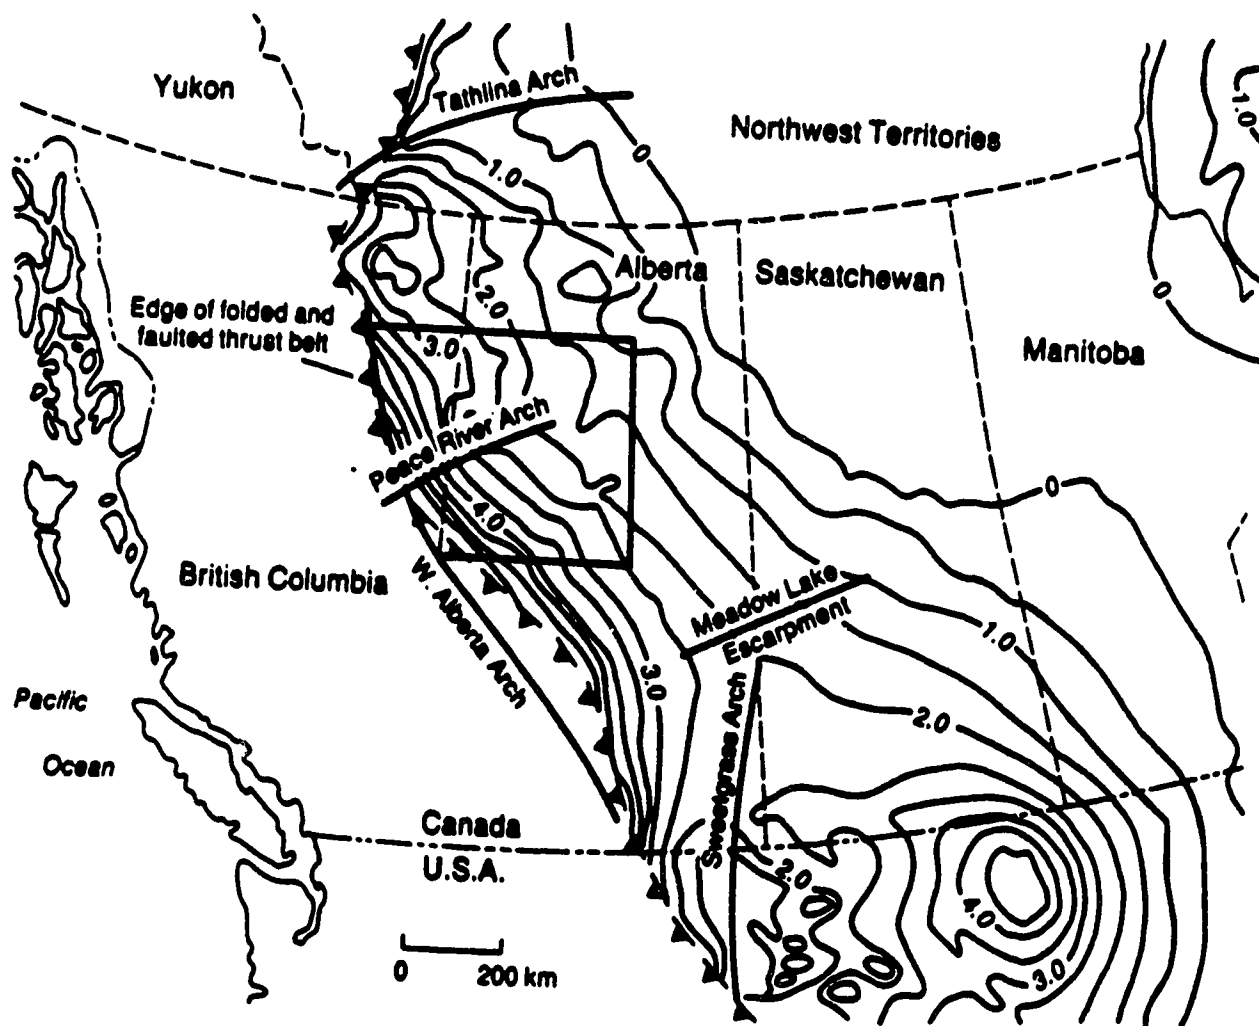 Yukon
Tathlina Arch
Northwest Territories
1.0
0
1.0
Alberta
Saskatchewan
2.0
0
Edge of folded and
faulted thrust belt
3.0
Manitoba
Peace River Arch
0
4.0
British Columbia
W. Alberta Arch
Meadow Lake
Escarpment
1.0
3.0
Pacific
Ocean
Sweetgrass Arch
2.0
Canada
U.S.A.
2.0
4.0
3.0
0
200 km